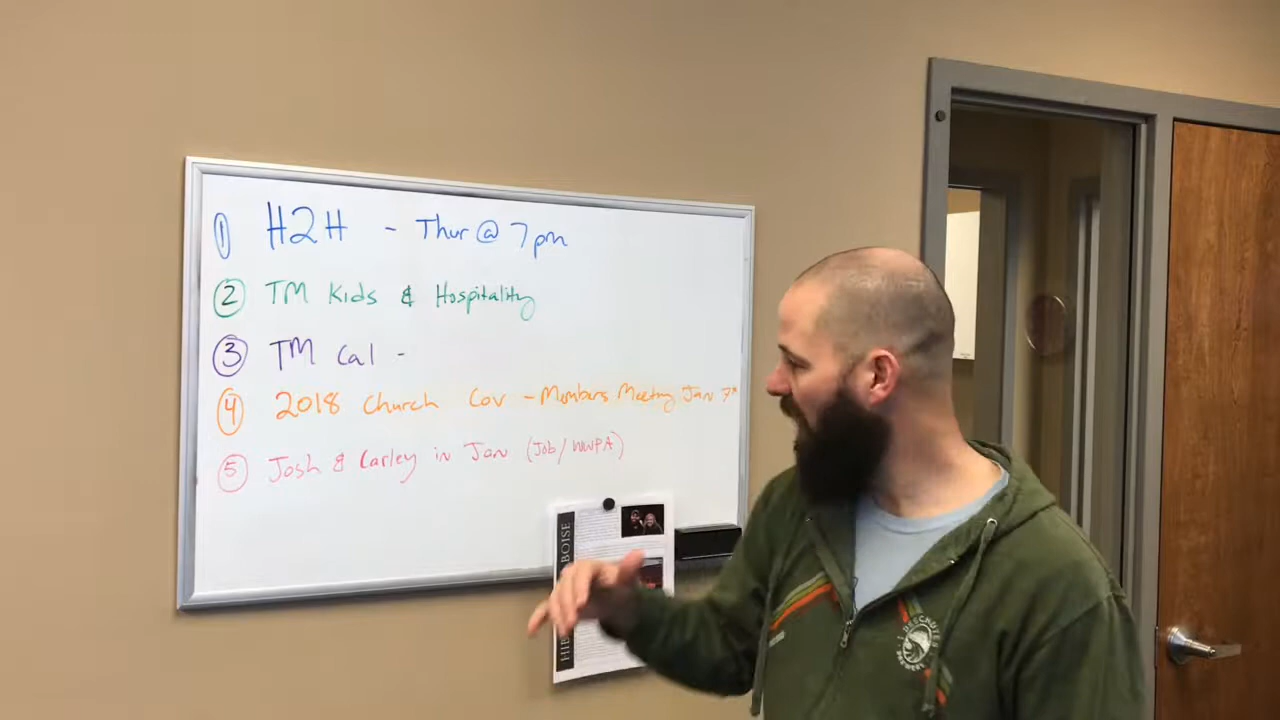 1 H2H - Thur @ 7pm
2 TM Kids & Hospitality
3 TM Cal -
4 2018 Church Cov - Members Meeting Jan 7th
5 Josh & Carley in Jan (Job/WWPA)
BOISE
DESCHUTES